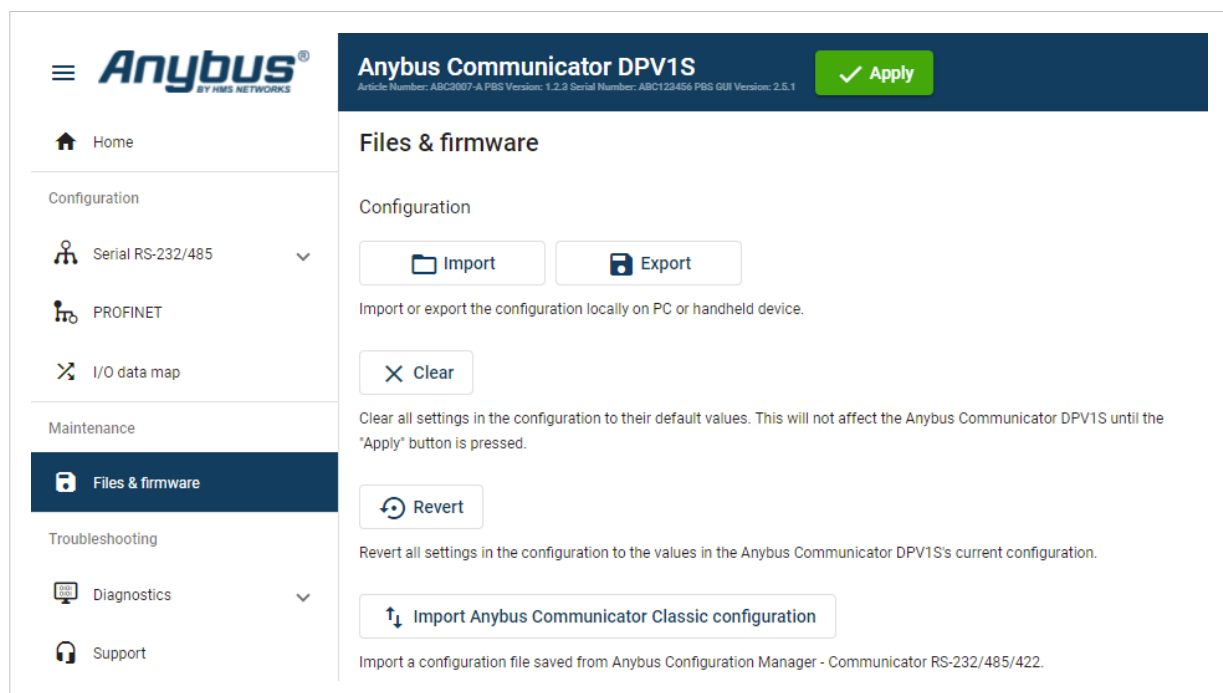 Anybus®
BY HMS NETWORKS
Anybus Communicator DPV1S
Article Number: ABC3007-A PBS Version: 1.2.3 Serial Number: ABC123456 PBS GUI Version: 2.5.1
Apply
Home
Configuration
Serial RS-232/485
PROFINET
I/O data map
Maintenance
Files & firmware
Troubleshooting
Diagnostics
Support
Files & firmware
Configuration
Import
Export
Import or export the configuration locally on PC or handheld device.
Clear
Clear all settings in the configuration to their default values. This will not affect the Anybus Communicator DPV1S until the
"Apply" button is pressed.
Revert
Revert all settings in the configuration to the values in the Anybus Communicator DPV1S's current configuration.
Import Anybus Communicator Classic configuration
Import a configuration file saved from Anybus Configuration Manager - Communicator RS-232/485/422.